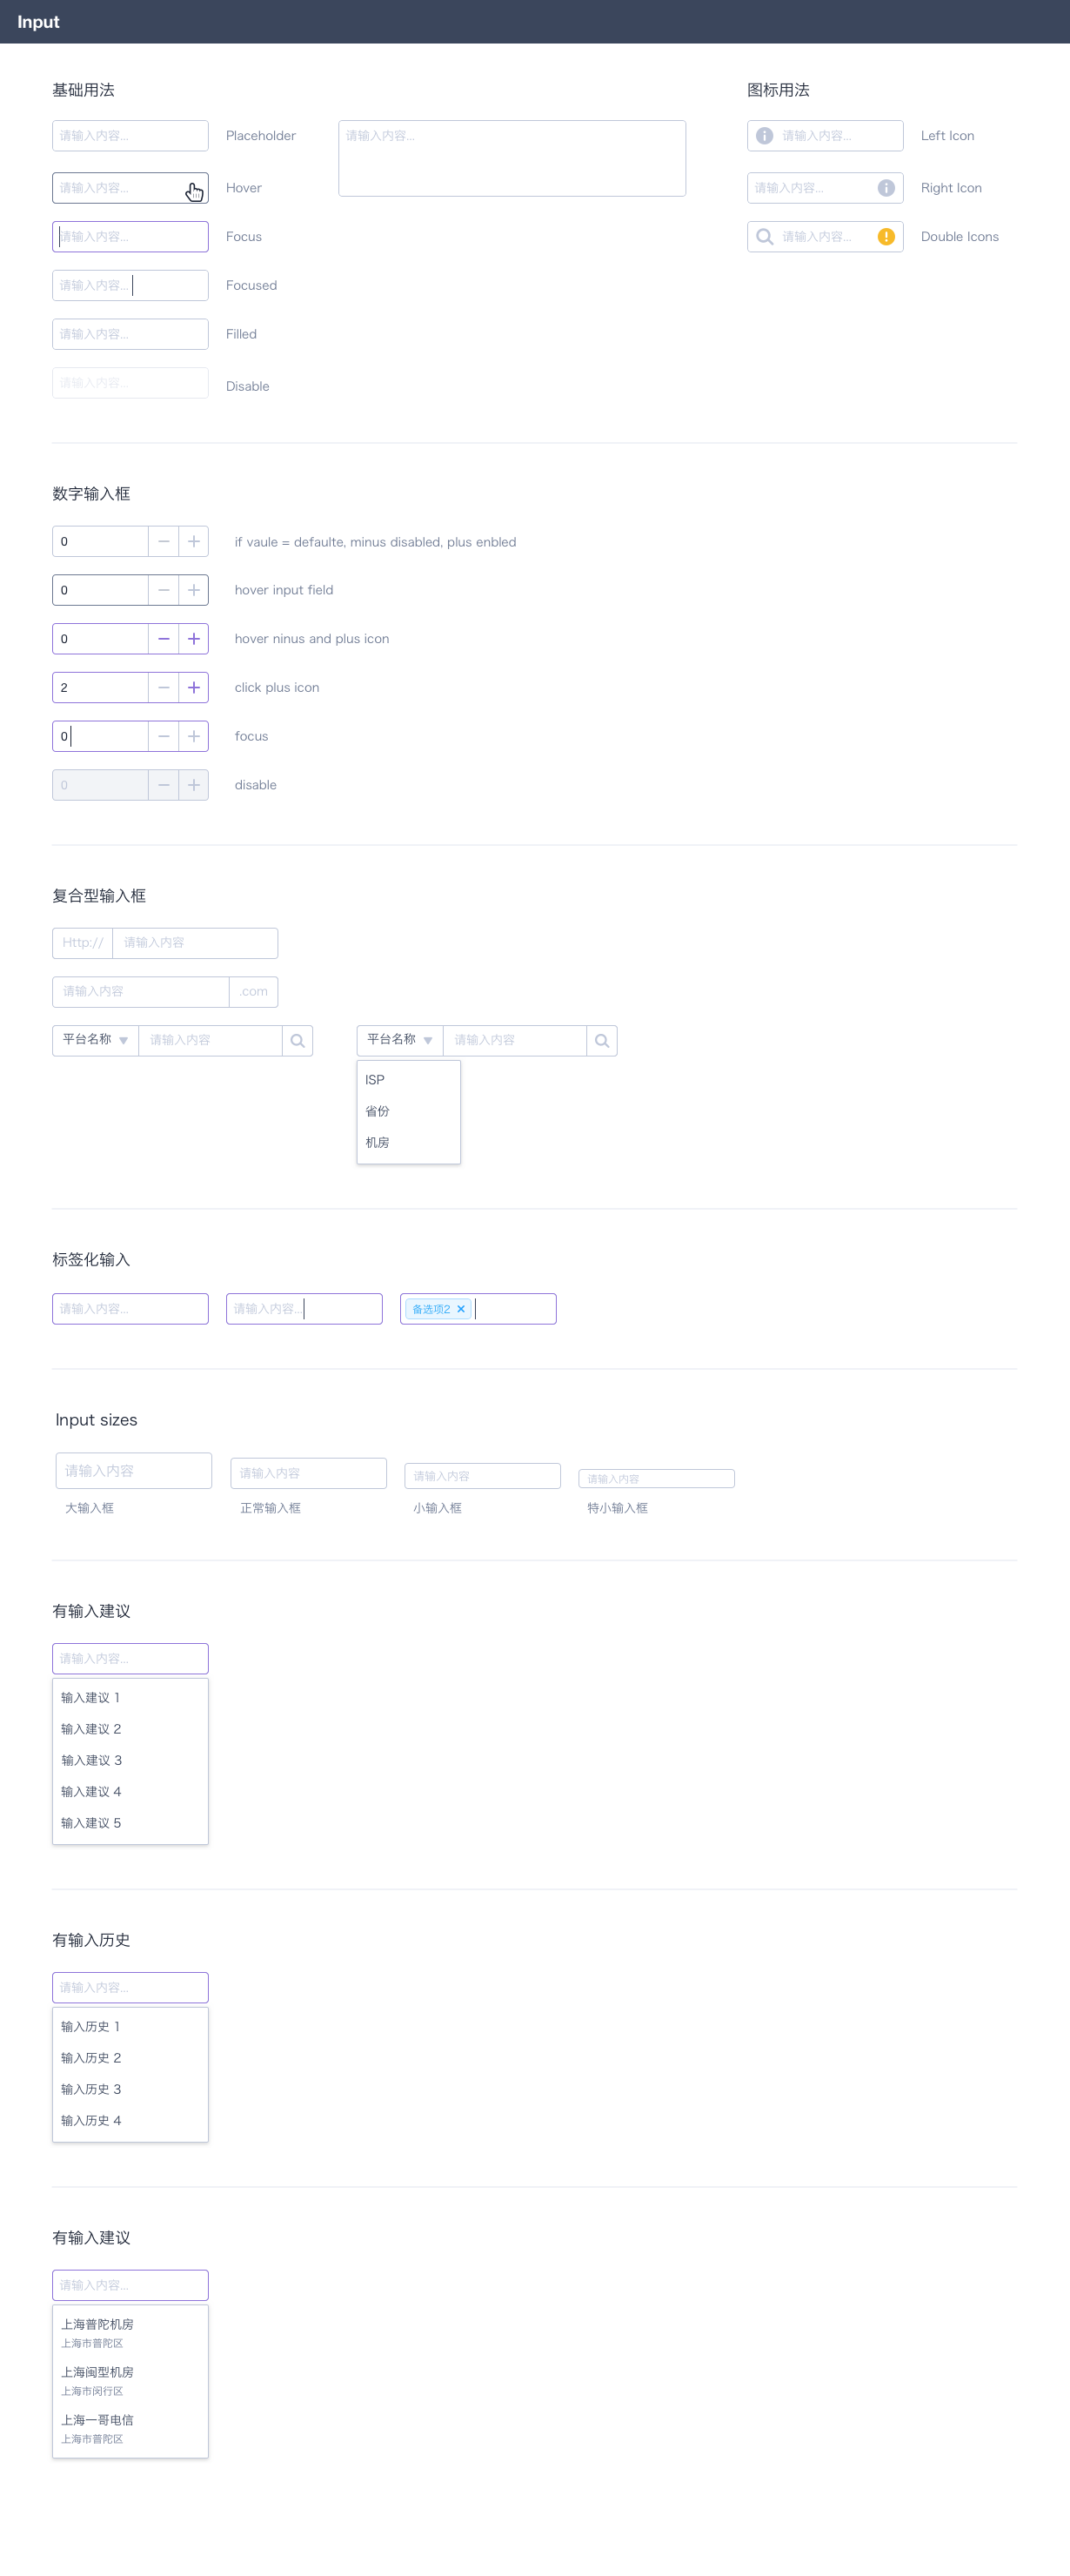 Input
基础用法
请输入内容...
Placeholder
请输入内容...
Hover
请输入内容...
Focus
请输入内容...
Focused
请输入内容...
Filled
请输入内容...
Disable
请输入内容...
图标用法
请输入内容...
Left Icon
请输入内容...
Right Icon
请输入内容...
Double Icons
数字输入框
0
if vaule = defaulte, minus disabled, plus enbled
0
hover input field
0
hover ninus and plus icon
2
click plus icon
0
focus
0
disable
复合型输入框
Http://
请输入内容
请输入内容
.com
平台名称
请输入内容
平台名称
请输入内容
ISP
省份
机房
标签化输入
请输入内容...
请输入内容...
备选项2
Input sizes
请输入内容
大输入框
请输入内容
正常输入框
请输入内容
小输入框
请输入内容
特小输入框
有输入建议
请输入内容...
输入建议 1
输入建议 2
输入建议 3
输入建议 4
输入建议 5
有输入历史
请输入内容...
输入历史 1
输入历史 2
输入历史 3
输入历史 4
有输入建议
请输入内容...
上海普陀机房
上海市普陀区
上海闽型机房
上海市闵行区
上海一哥电信
上海市普陀区